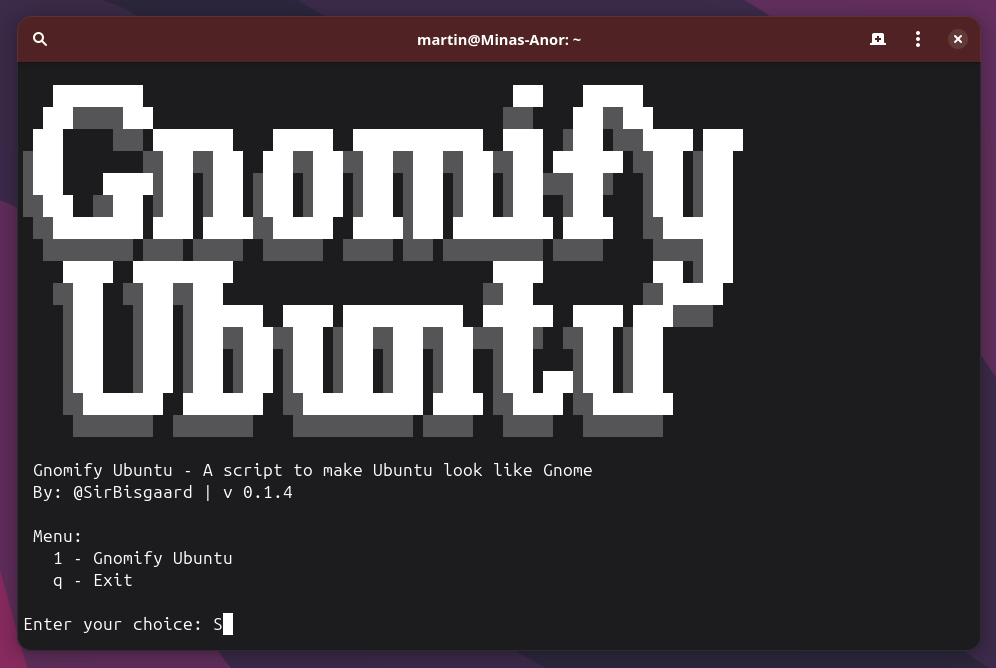 martin@Minas-Anor: ~
Gnomify
Ubuntu
Gnomify Ubuntu - A script to make Ubuntu look like Gnome
By: @SirBisgaard | v 0.1.4
Menu:
1 - Gnomify Ubuntu
q - Exit
Enter your choice: S